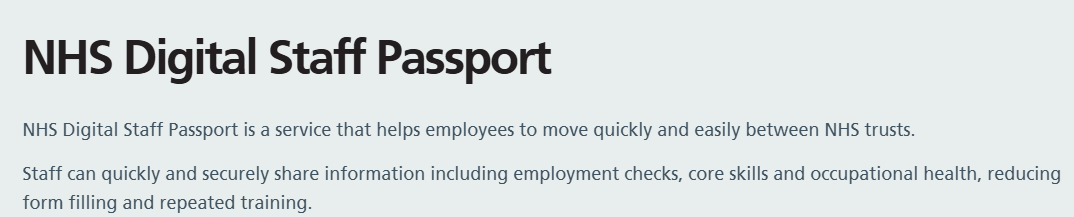 NHS Digital Staff Passport
NHS Digital Staff Passport is a service that helps employees to move quickly and easily between NHS trusts.
Staff can quickly and securely share information including employment checks, core skills and occupational health, reducing
form filling and repeated training.